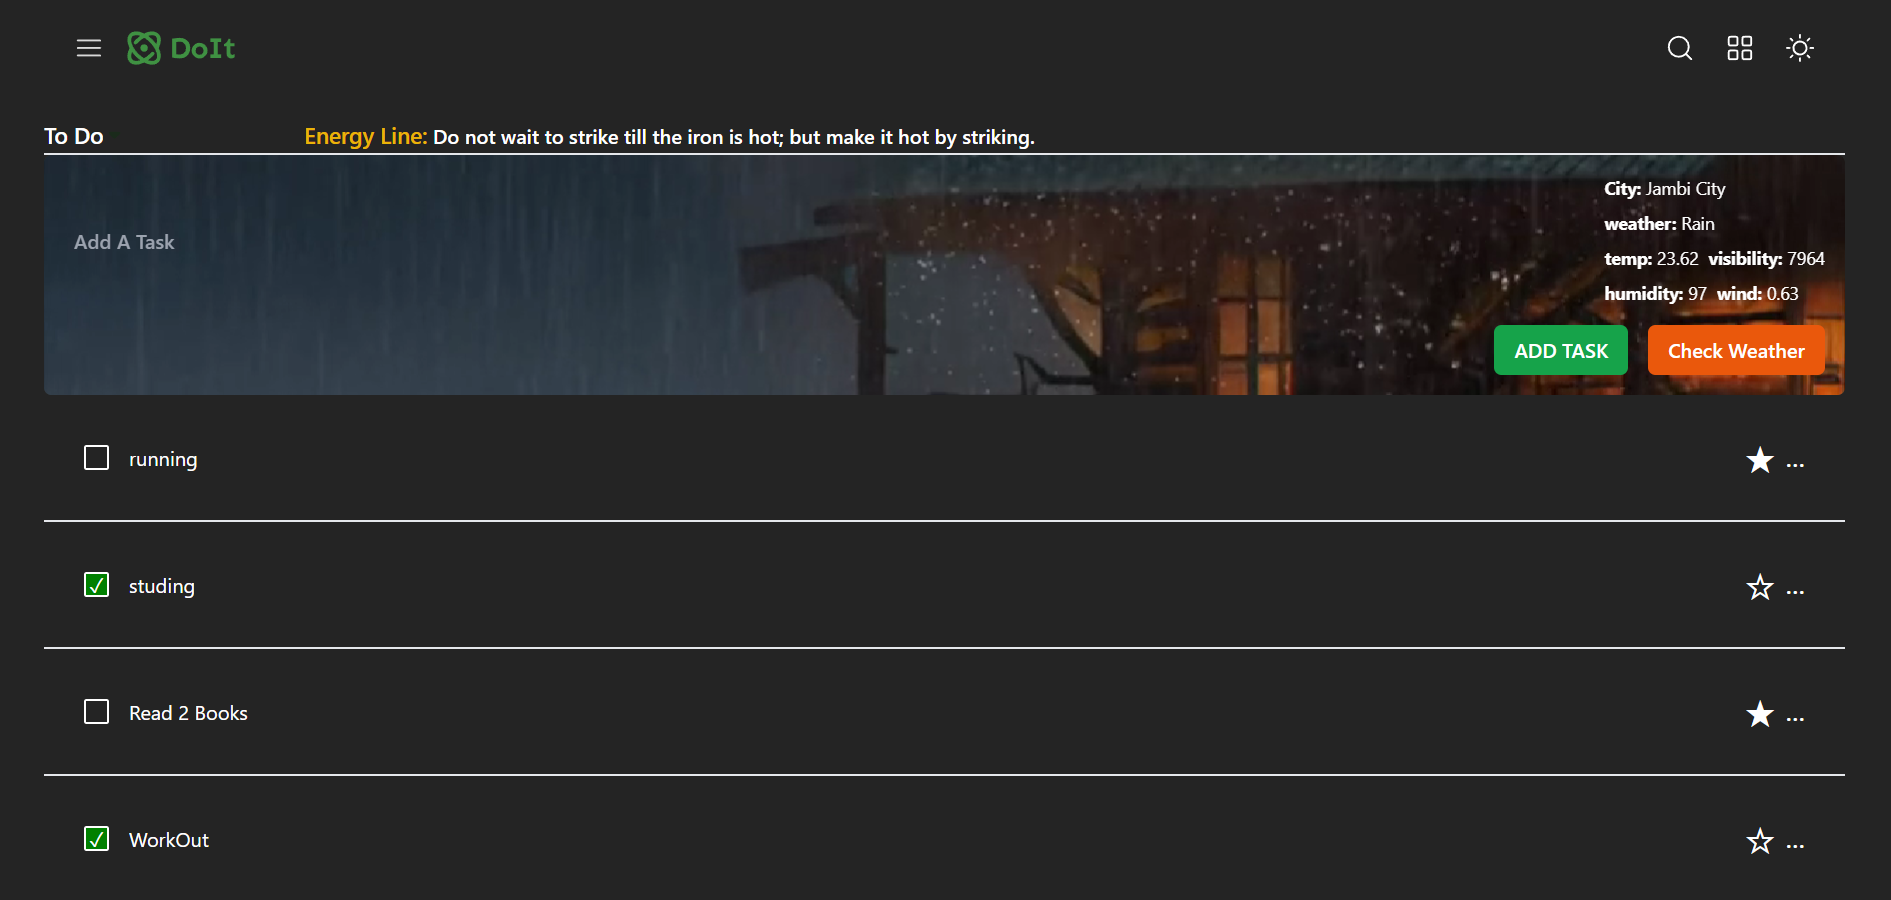 DoIt
To Do
Energy Line: Do not wait to strike till the iron is hot; but make it hot by striking.
City: Jambi City
weather: Rain
Add A Task
temp: 23.62 visibility: 7964
humidity: 97 wind: 0.63
ADD TASK
Check Weather
running
...
studing
...
Read 2 Books
...
WorkOut
...